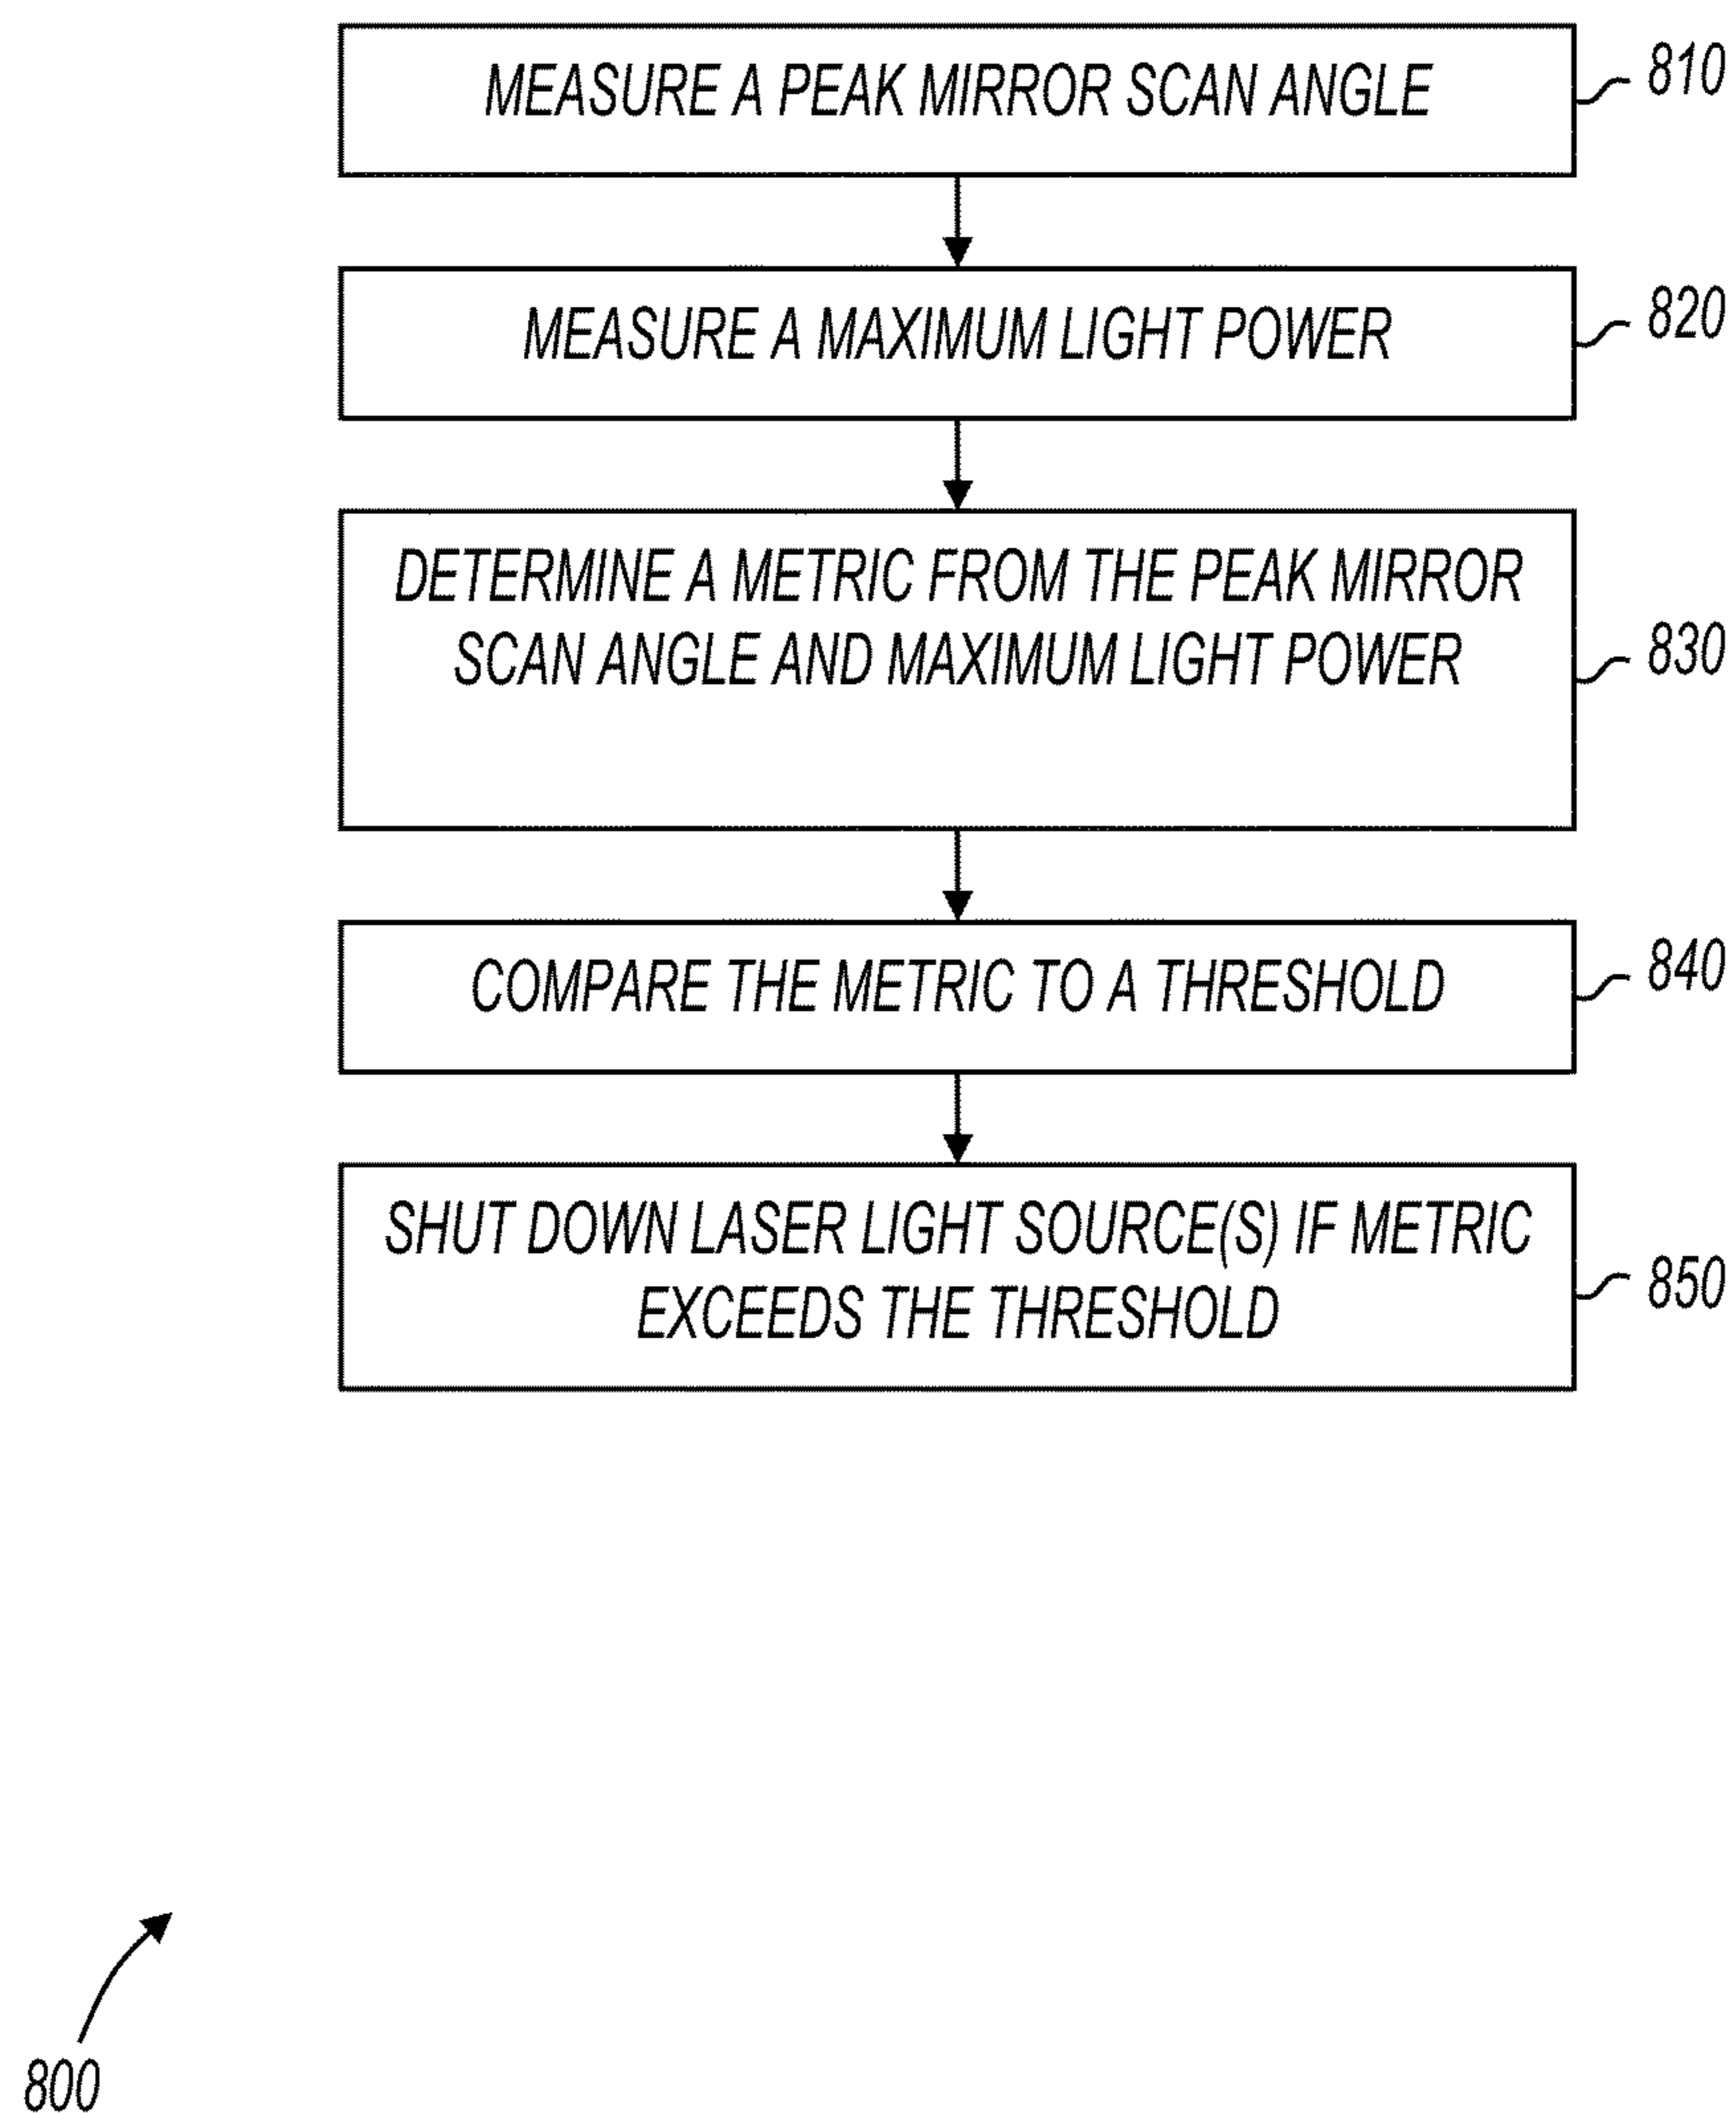 MEASURE A PEAK MIRROR SCAN ANGLE
810
MEASURE A MAXIMUM LIGHT POWER
820
DETERMINE A METRIC FROM THE PEAK MIRROR
SCAN ANGLE AND MAXIMUM LIGHT POWER
830
COMPARE THE METRIC TO A THRESHOLD
840
SHUT DOWN LASER LIGHT SOURCE(S) IF METRIC
EXCEEDS THE THRESHOLD
850
800